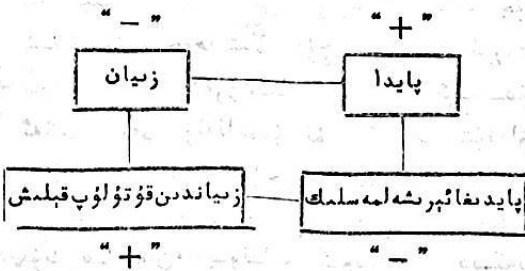 “+” “−”
پايدا زىيان
پايدىغا ئېرىشەلمەسلىك زىياندىن قۇتۇلۇپ قېلىش
“−” “+”